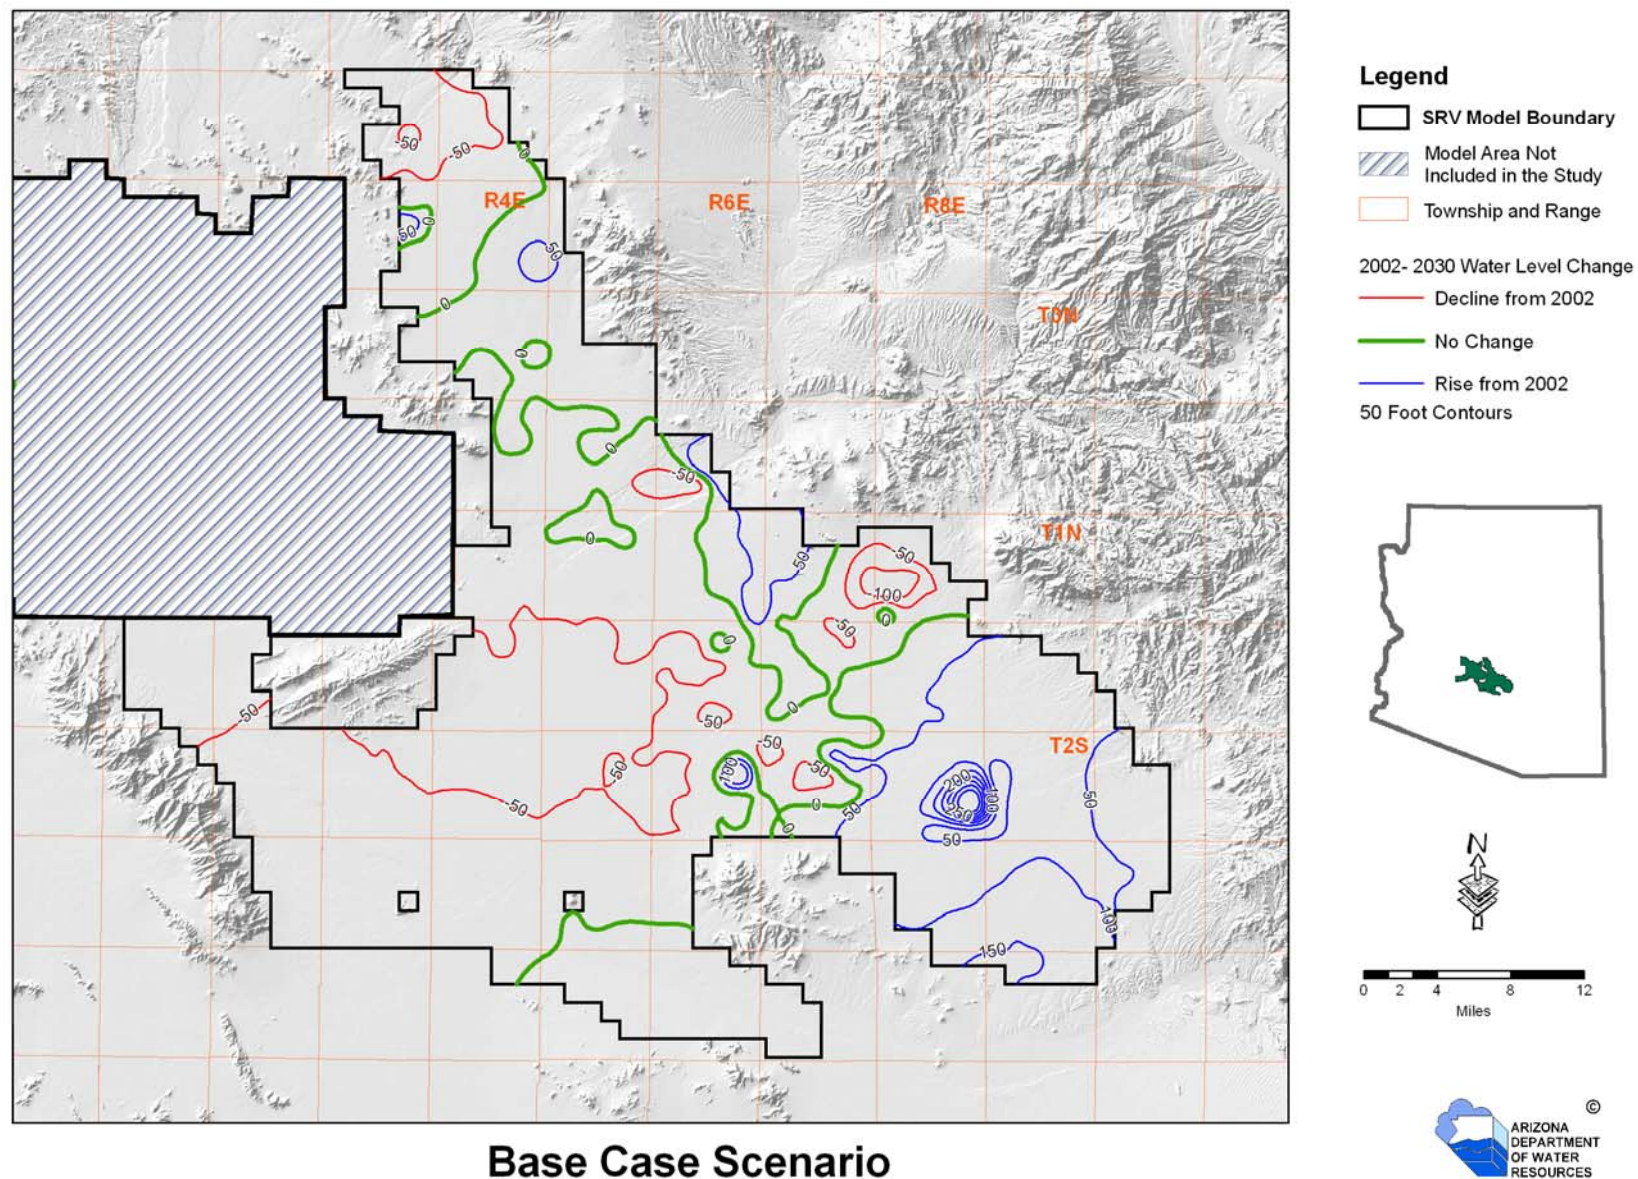 -50
-50
0
R4E
R6E
R8E
50
0
50
0
T3N
0
0
-50
T1N
0
50
-50
-100
0
-50
0
-50
0
-50
-50
T2S
-50
-50
100
200
100
250
50
-50
0
50
0
50
100
150
Base Case Scenario
Legend
SRV Model Boundary
Model Area Not
Included in the Study
Township and Range
2002- 2030 Water Level Change
Decline from 2002
No Change
Rise from 2002
50 Foot Contours
N
0 2 4 8 12
Miles
©
ARIZONA
DEPARTMENT
OF WATER
RESOURCES